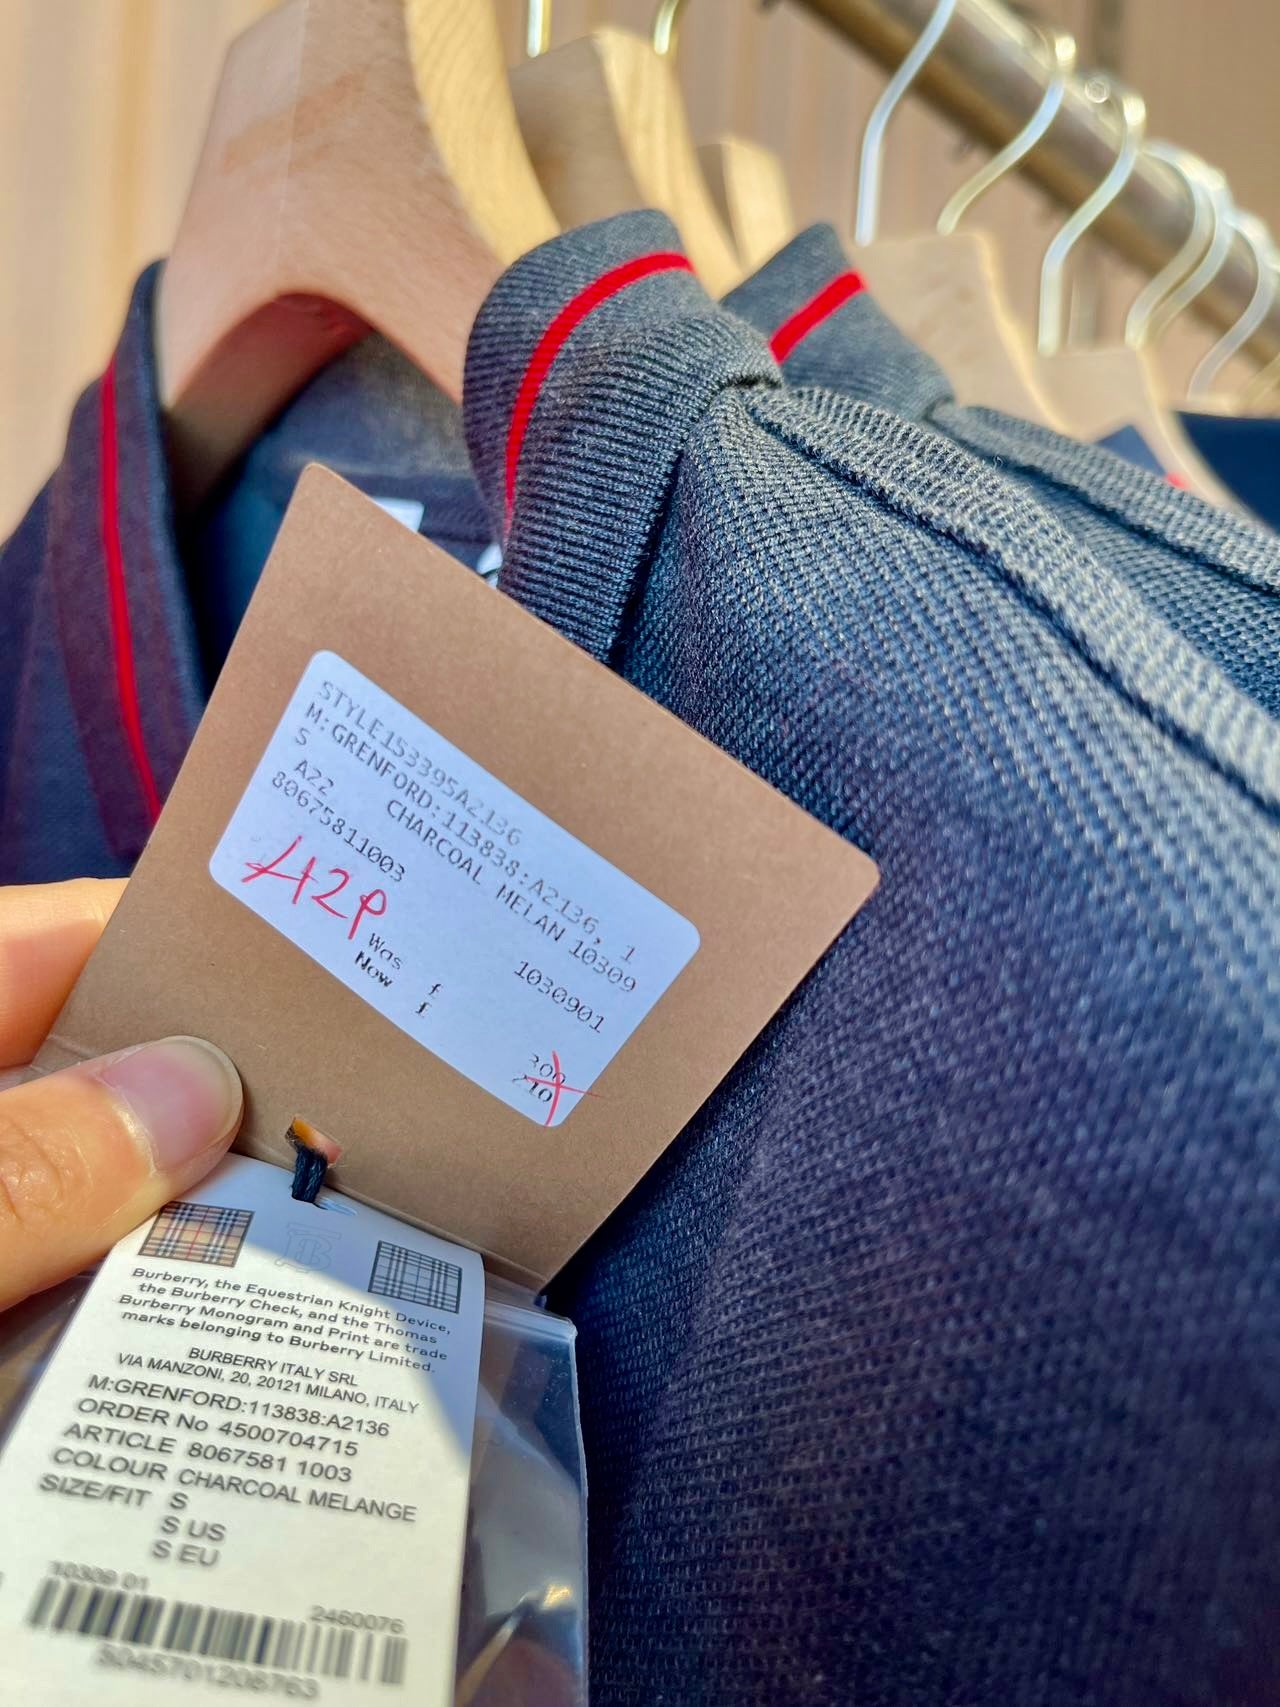 STYLE153395A2136
M:GRENFORD:113838:A2136, 1
S CHARCOAL MELAN 10309
A22 1030901
80675811003
Was £ 300
Now £ 210
Burberry, the Equestrian Knight Device,
the Burberry Check, and the Thomas
Burberry Monogram and Print are trade
marks belonging to Burberry Limited.
BURBERRY ITALY SRL
VIA MANZONI, 20, 20121 MILANO, ITALY
M:GRENFORD:113838:A2136
ORDER No 4500704715
ARTICLE 8067581 1003
COLOUR CHARCOAL MELANGE
SIZE/FIT S
S US
S EU
10309 01
2460076
5045701208763